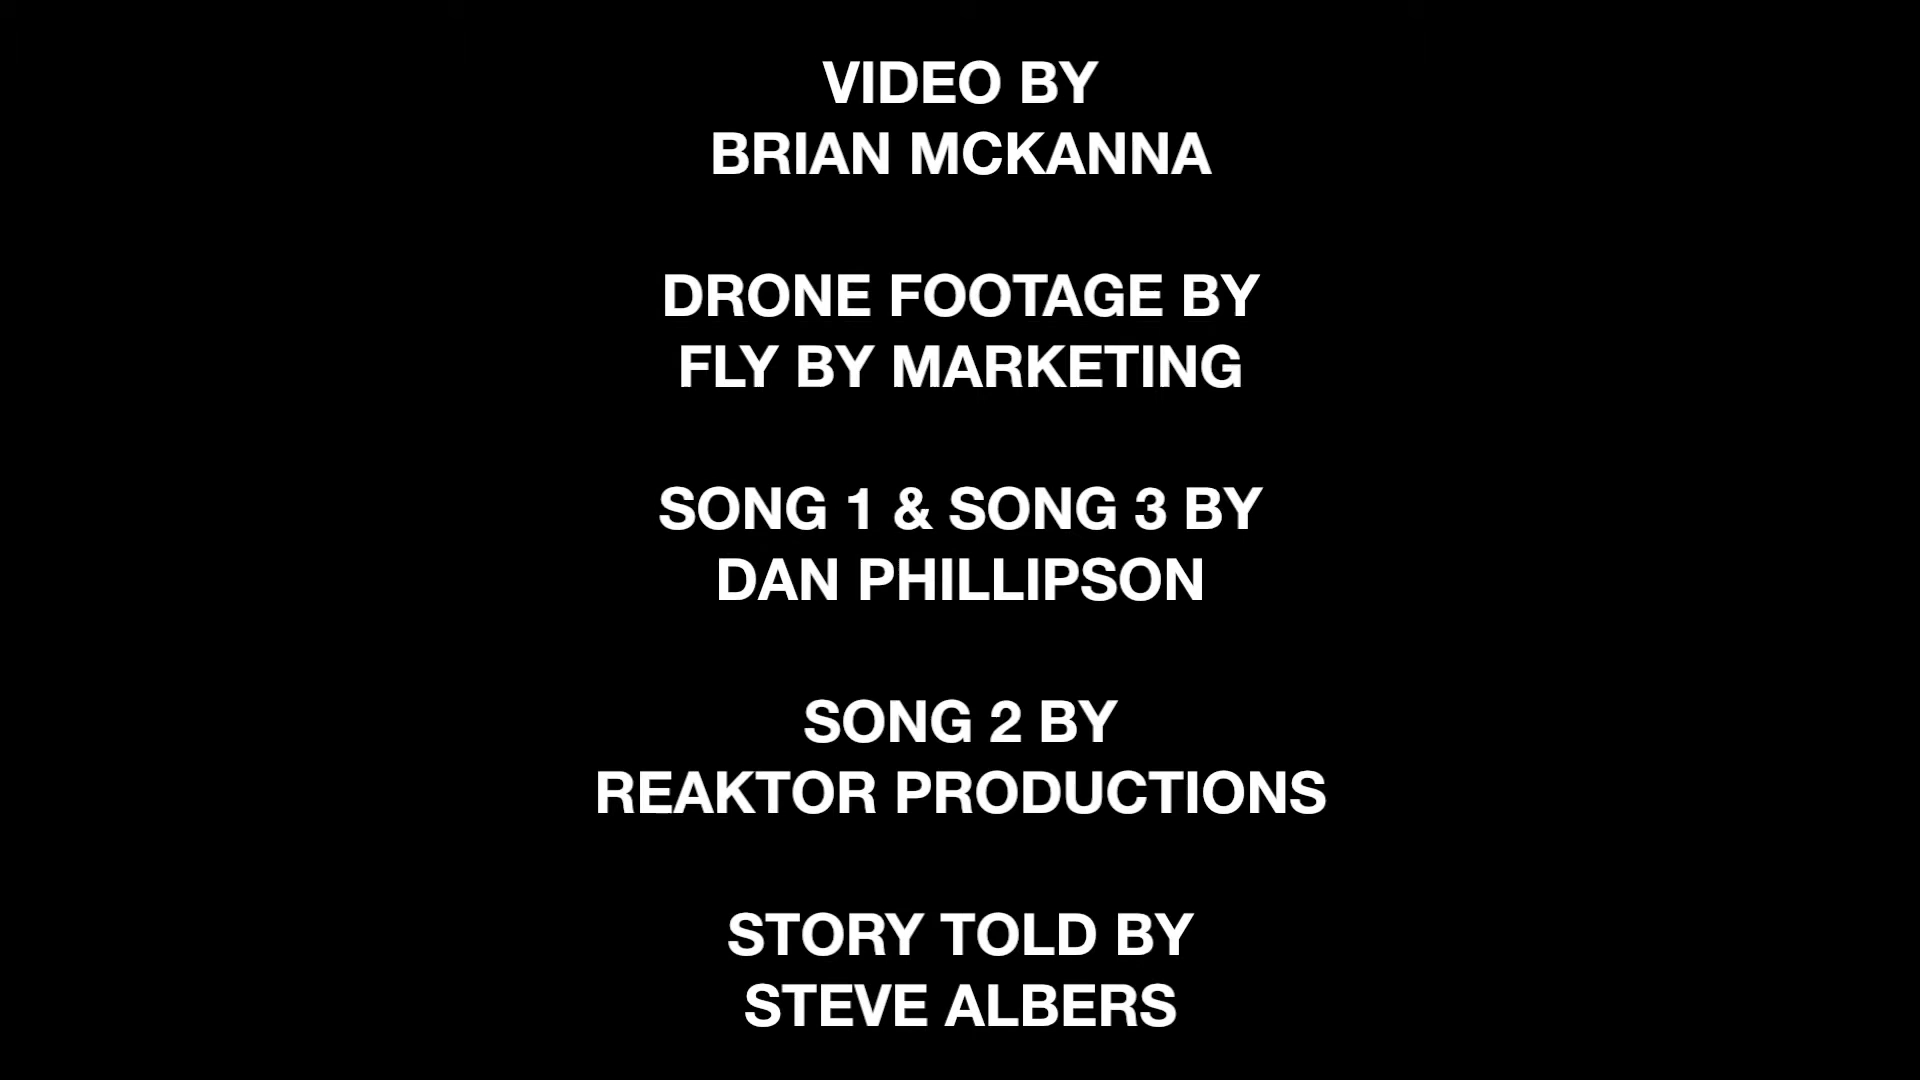 VIDEO BY
BRIAN MCKANNA
DRONE FOOTAGE BY
FLY BY MARKETING
SONG 1 & SONG 3 BY
DAN PHILLIPSON
SONG 2 BY
REAKTOR PRODUCTIONS
STORY TOLD BY
STEVE ALBERS